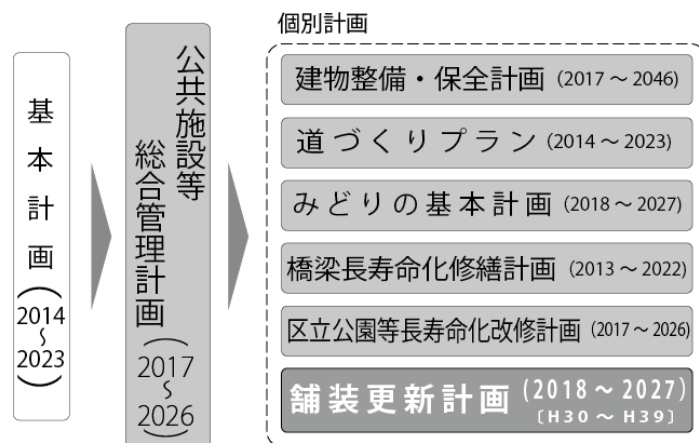 基本計画
(2014～2023)
公共施設等
総合管理計画
(2017～2026)
個別計画
建物整備・保全計画 (2017～2046)
道づくりプラン (2014～2023)
みどりの基本計画 (2018～2027)
橋梁長寿命化修繕計画 (2013～2022)
区立公園等長寿命化改修計画 (2017～2026)
舗装更新計画 (2018～2027)
〔H30～H39〕